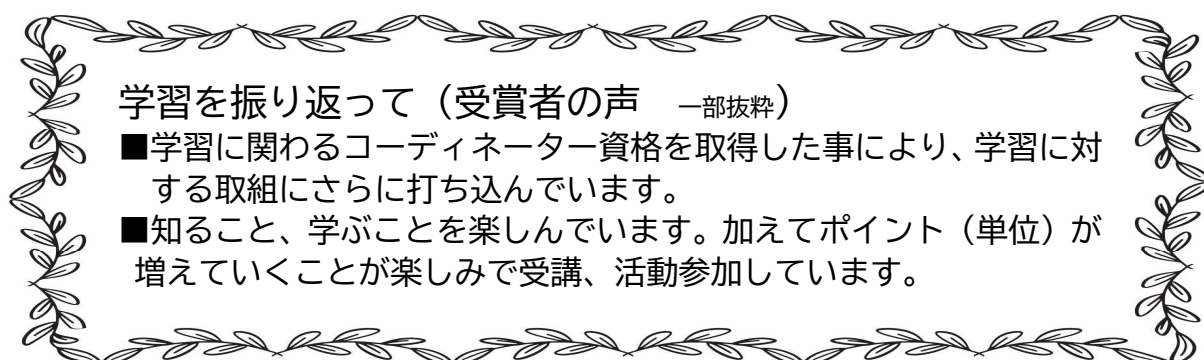 学習を振り返って（受賞者の声　一部抜粋）
■学習に関わるコーディネーター資格を取得した事により、学習に対
する取組にさらに打ち込んでいます。
■知ること、学ぶことを楽しんでいます。加えてポイント（単位）が
増えていくことが楽しみで受講、活動参加しています。